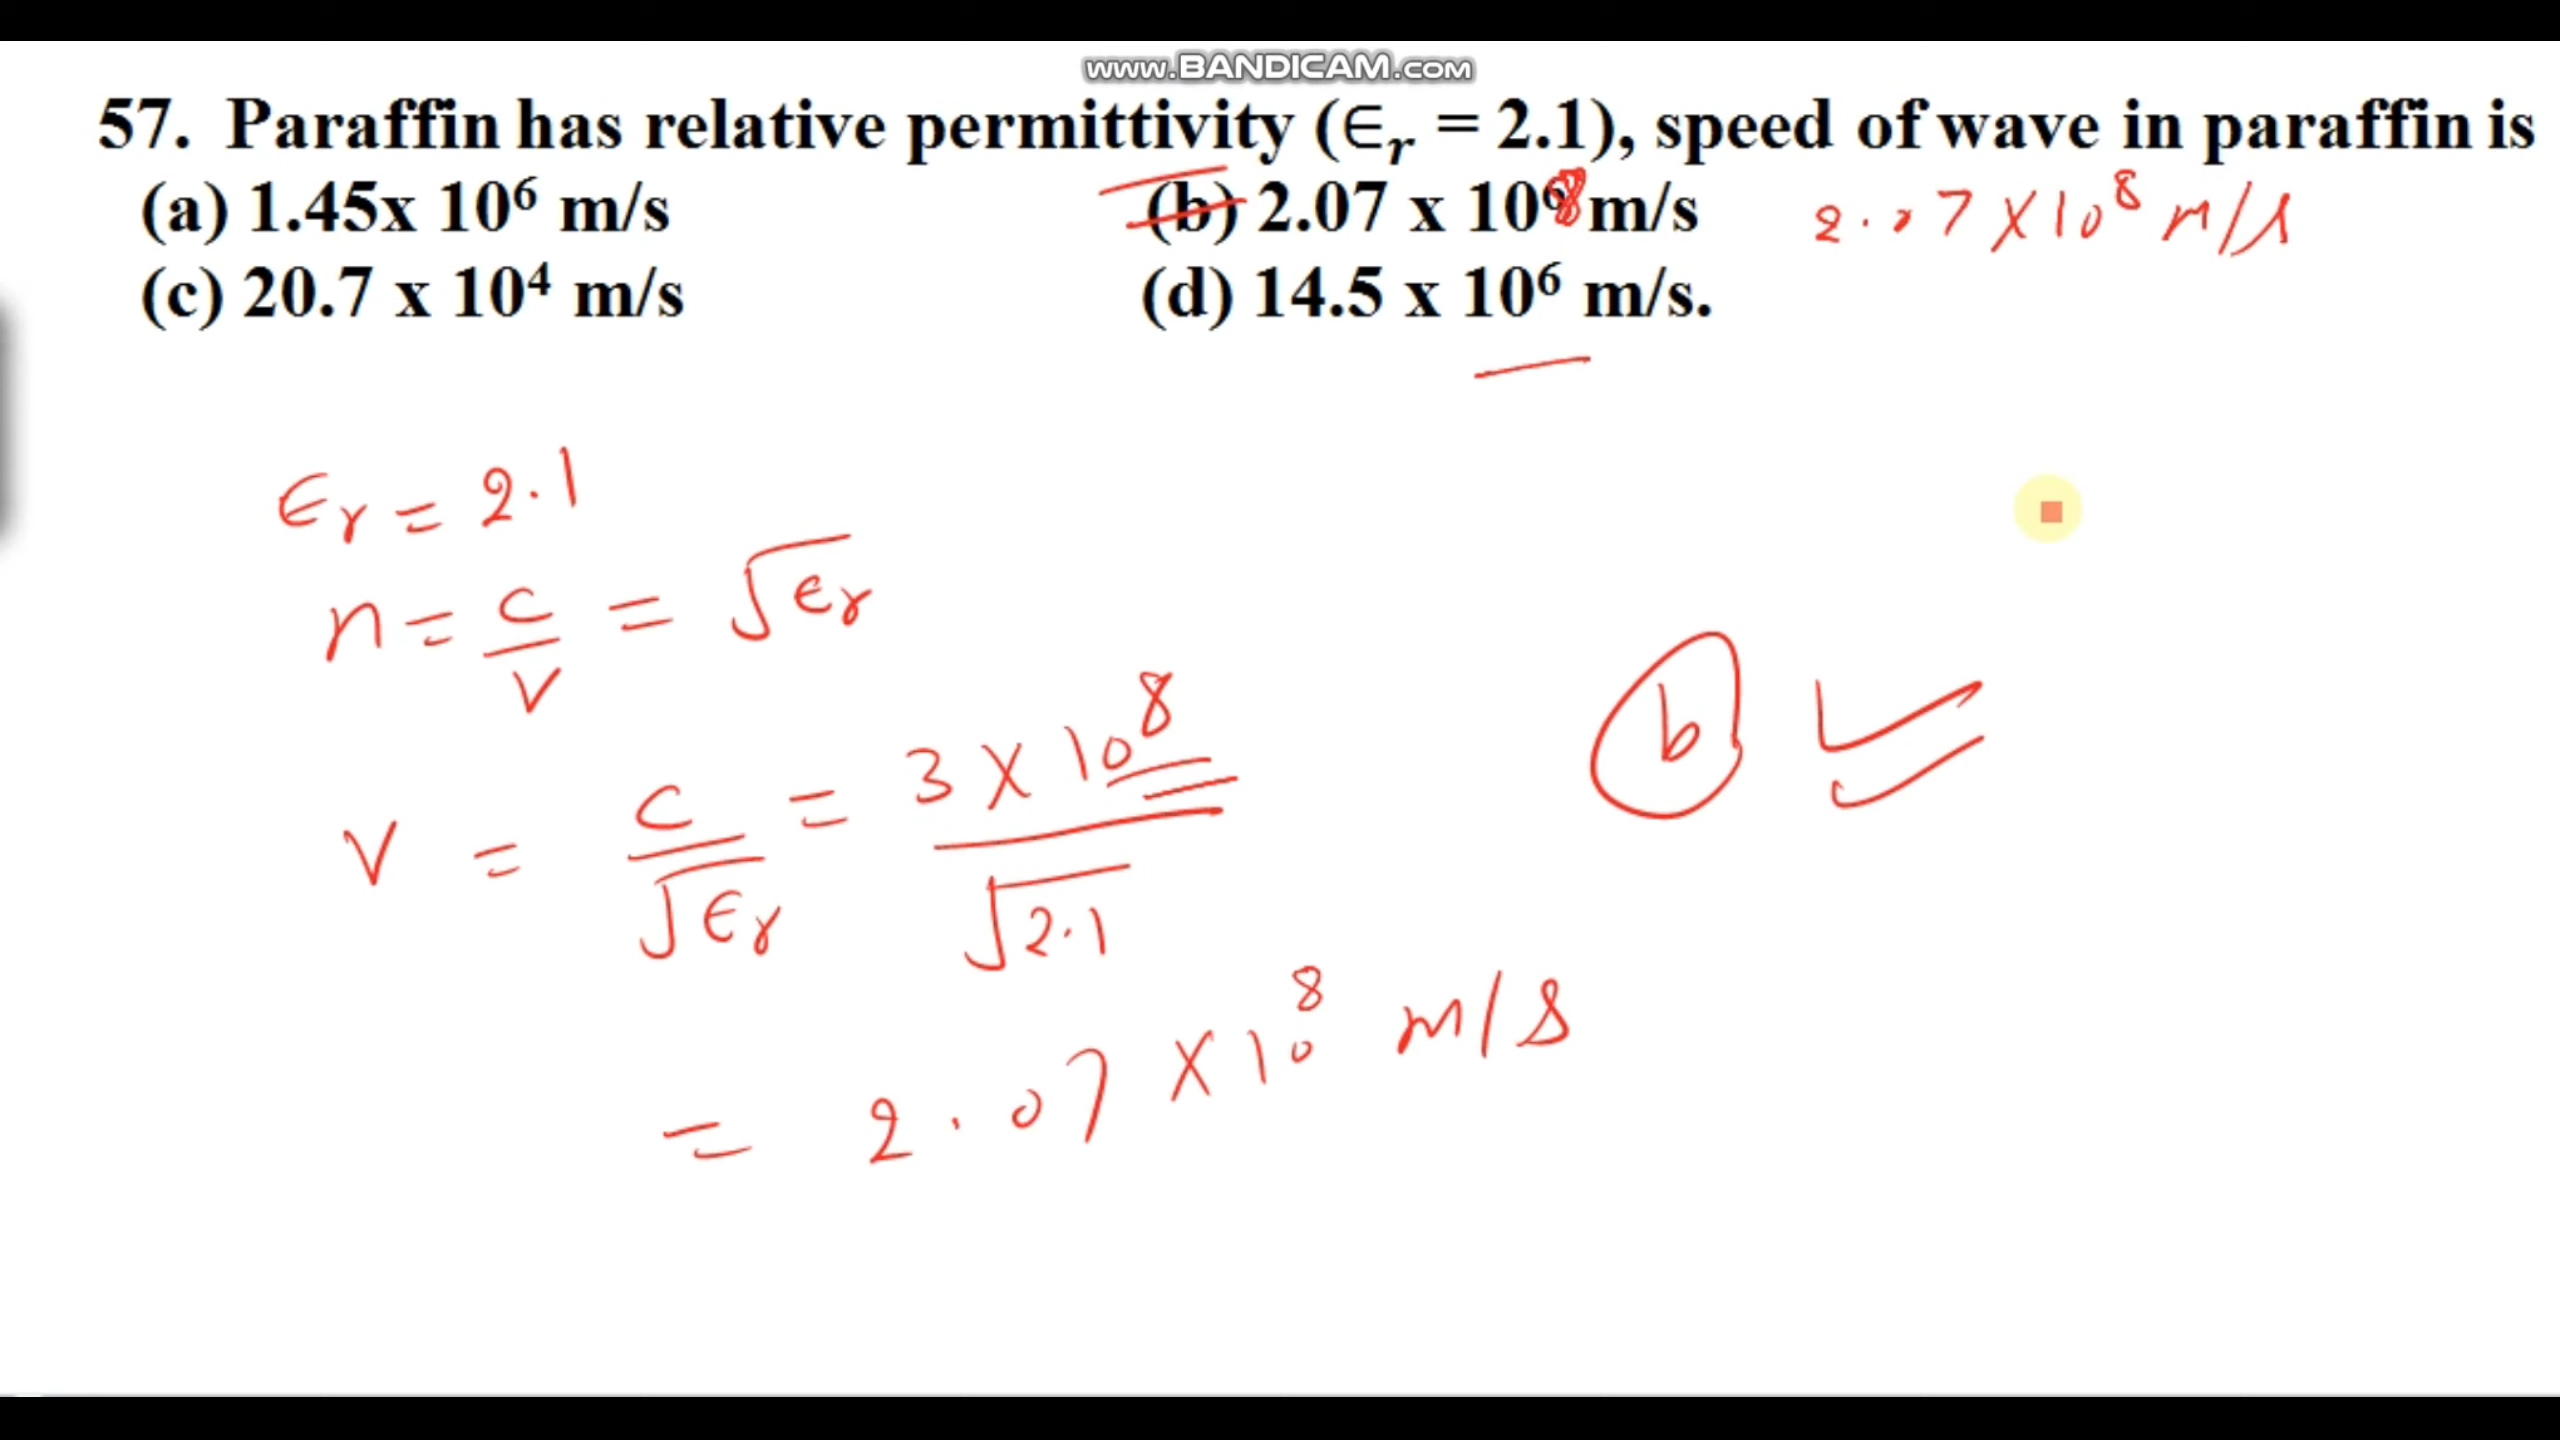 www.BANDICAM.com
57. Paraffin has relative permittivity (∈r = 2.1), speed of wave in paraffin is
(a) 1.45x 10⁶ m/s (b) 2.07 x 10⁸ m/s 2.07 X 10⁸ m/s
(c) 20.7 x 10⁴ m/s (d) 14.5 x 10⁶ m/s.
∈r = 2.1
n = c/v = √∈r
v = c/√∈r = 3 X 10⁸/√2.1
b
= 2.07 X 10⁸ m/s